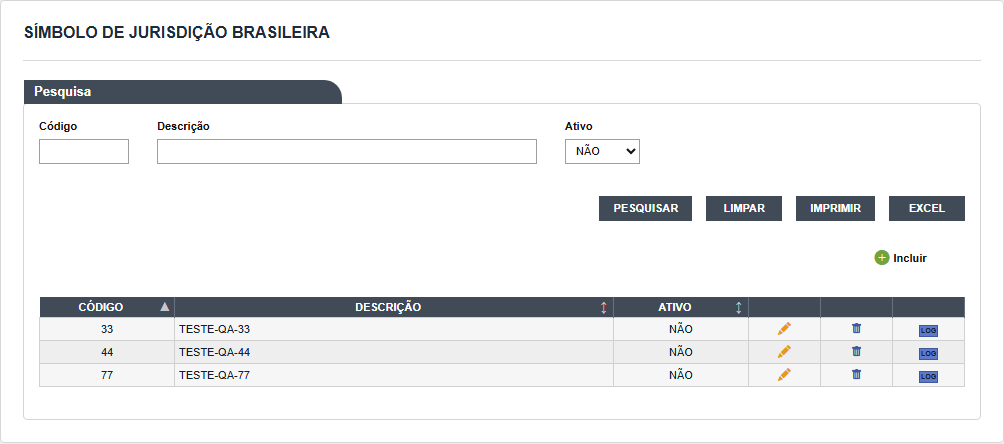 SÍMBOLO DE JURISDIÇÃO BRASILEIRA
Pesquisa
Código Descrição Ativo
NÃO
PESQUISAR LIMPAR IMPRIMIR EXCEL
Incluir
CÓDIGO DESCRIÇÃO ATIVO
33 TESTE-QA-33 NÃO LOG
44 TESTE-QA-44 NÃO LOG
77 TESTE-QA-77 NÃO LOG